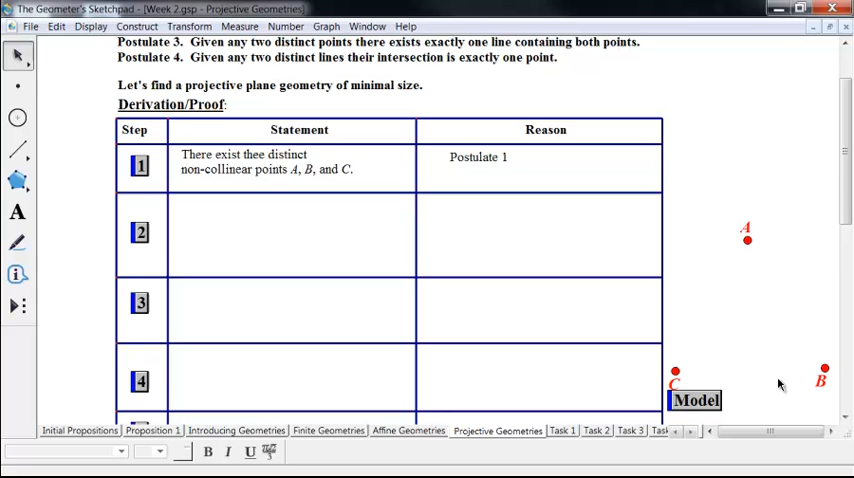 The Geometer's Sketchpad - [Week 2.gsp - Projective Geometries]
File Edit Display Construct Transform Measure Number Graph Window Help
Postulate 3. Given any two distinct points there exists exactly one line containing both points.
Postulate 4. Given any two distinct lines their intersection is exactly one point.
Let's find a projective plane geometry of minimal size.
Derivation/Proof:
Step Statement Reason
1 There exist thee distinct Postulate 1
non-collinear points A, B, and C.
2
A
3
4
C B
Model
Initial Propositions Proposition 1 Introducing Geometries Finite Geometries Affine Geometries Projective Geometries Task 1 Task 2 Task 3 Task
B I U